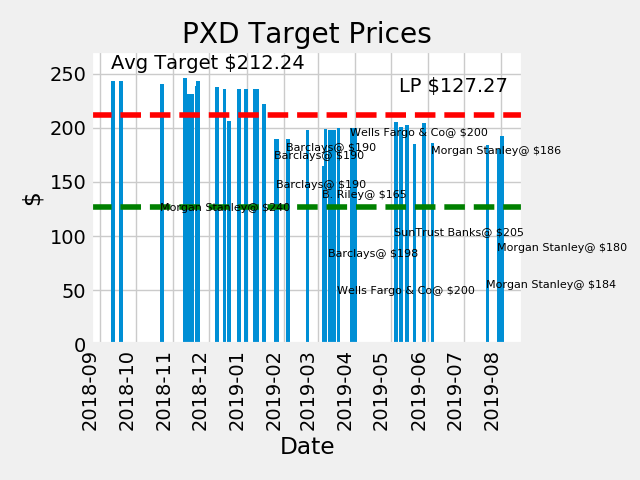 PXD Target Prices
Avg Target $212.24
LP $127.27
250
200
150
100
50
0
$
Wells Fargo & Co@ $200
Barclays@ $190
Morgan Stanley@ $186
Barclays@ $190
Barclays@ $190
B. Riley@ $165
Morgan Stanley@ $240
SunTrust Banks@ $205
Morgan Stanley@ $180
Barclays@ $198
Morgan Stanley@ $184
Wells Fargo & Co@ $200
2018-09
2018-10
2018-11
2018-12
2019-01
2019-02
2019-03
2019-04
2019-05
2019-06
2019-07
2019-08
Date